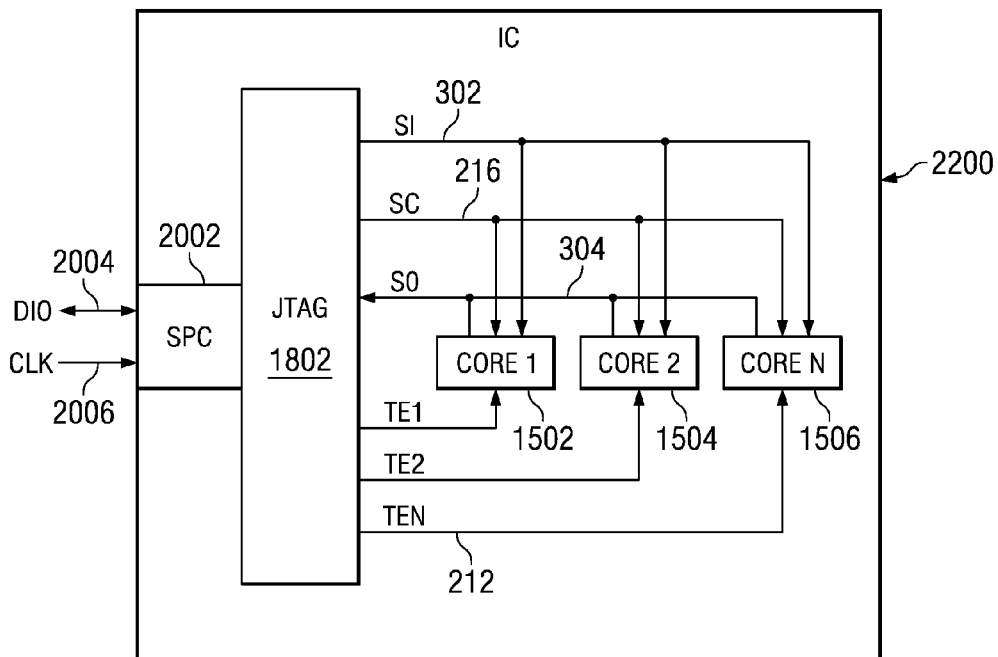 IC
302
SI
2200
216
SC
2002
304
2004
S0
DIO
JTAG
SPC
1802
CORE 1
CORE 2
CORE N
CLK
2006
TE1
1502
1504
1506
TE2
TEN
212